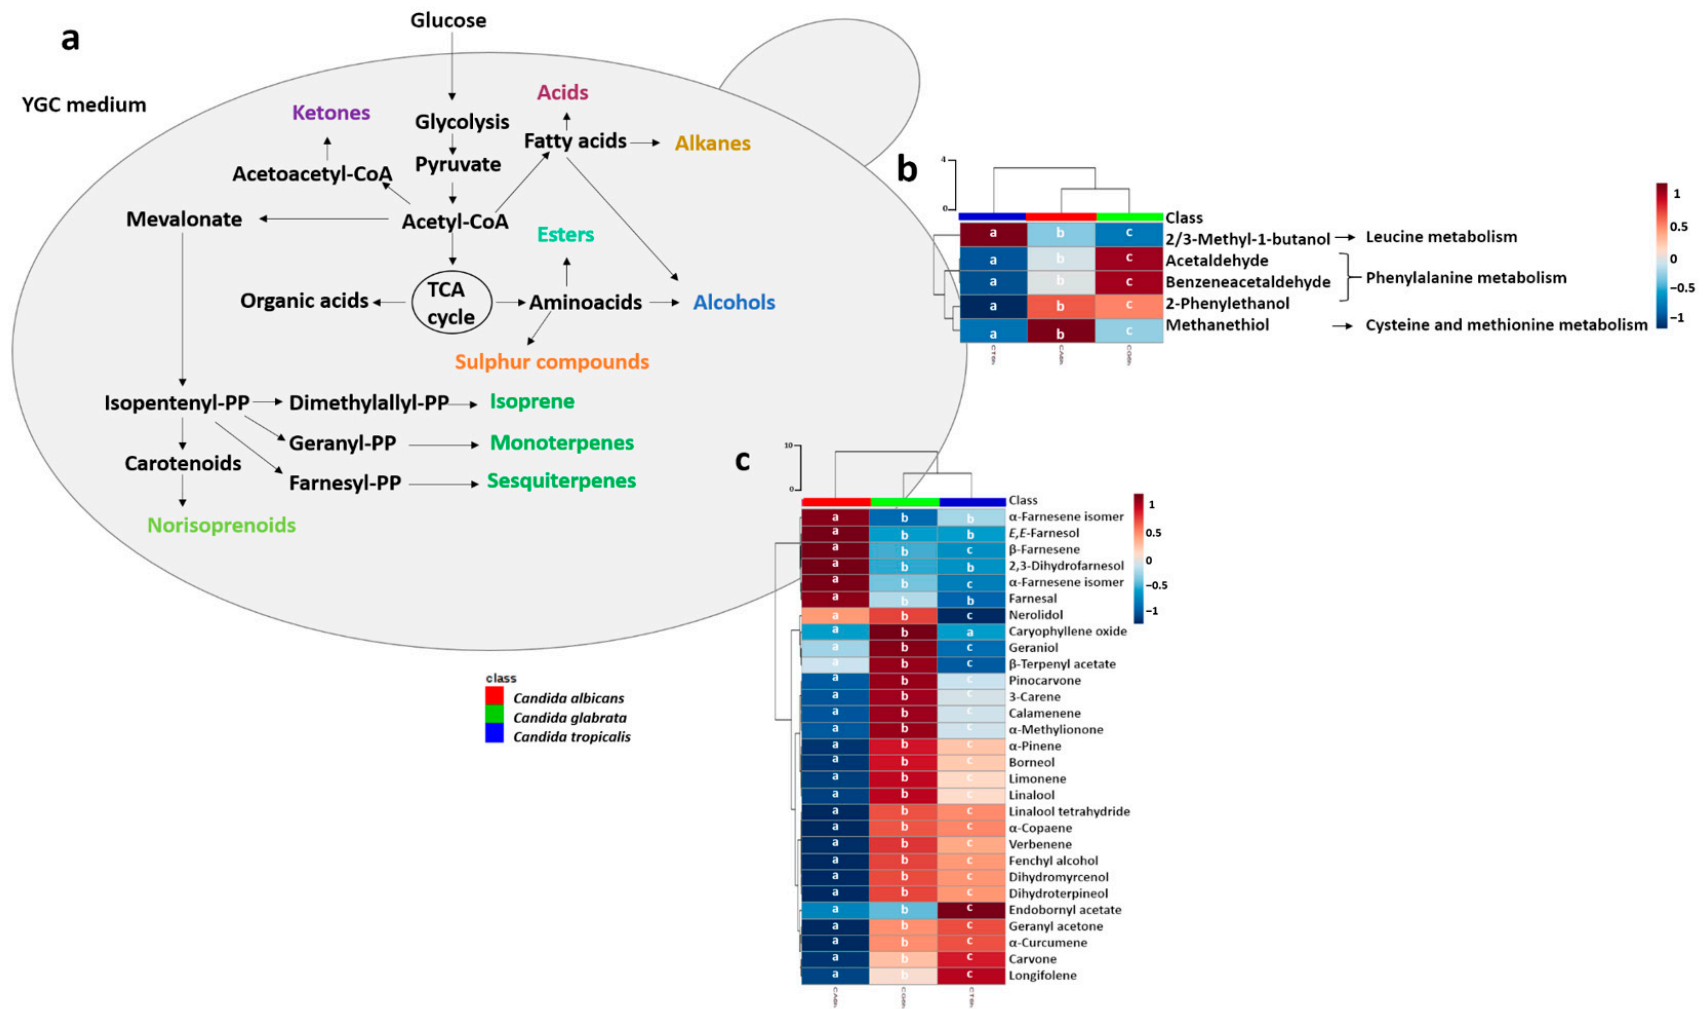 a
Glucose
YGC medium
Ketones
Acids
Glycolysis
Fatty acids
Alkanes
Acetoacetyl-CoA
Pyruvate
Mevalonate
Acetyl-CoA
Esters
Organic acids
TCA
cycle
Aminoacids
Alcohols
Sulphur compounds
Isopentenyl-PP
Dimethylallyl-PP
Isoprene
Geranyl-PP
Monoterpenes
Carotenoids
Farnesyl-PP
Sesquiterpenes
Norisoprenoids
class
Candida albicans
Candida glabrata
Candida tropicalis
b
4
0
Class
a b c 2/3-Methyl-1-butanol
Leucine metabolism
a b c Acetaldehyde
a b c Benzeneacetaldehyde
Phenylalanine metabolism
a b c 2-Phenylethanol
a b c Methanethiol
Cysteine and methionine metabolism
CT6h CA6h CG6h
1
0.5
0
−0.5
−1
c
10
0
Class
a b b α-Farnesene isomer
a b b E,E-Farnesol
a b c β-Farnesene
a b b 2,3-Dihydrofarnesol
a b c α-Farnesene isomer
a b b Farnesal
a b c Nerolidol
a b a Caryophyllene oxide
a b c Geraniol
a b c β-Terpenyl acetate
a b c Pinocarvone
a b c 3-Carene
a b c Calamenene
a b c α-Methylionone
a b c α-Pinene
a b c Borneol
a b c Limonene
a b c Linalool
a b c Linalool tetrahydride
a b c α-Copaene
a b c Verbenene
a b c Fenchyl alcohol
a b c Dihydromyrcenol
a b c Dihydroterpineol
a b c Endobornyl acetate
a b c Geranyl acetone
a b c α-Curcumene
a b c Carvone
a b c Longifolene
CA6h CG6h CT6h
1
0.5
0
−0.5
−1